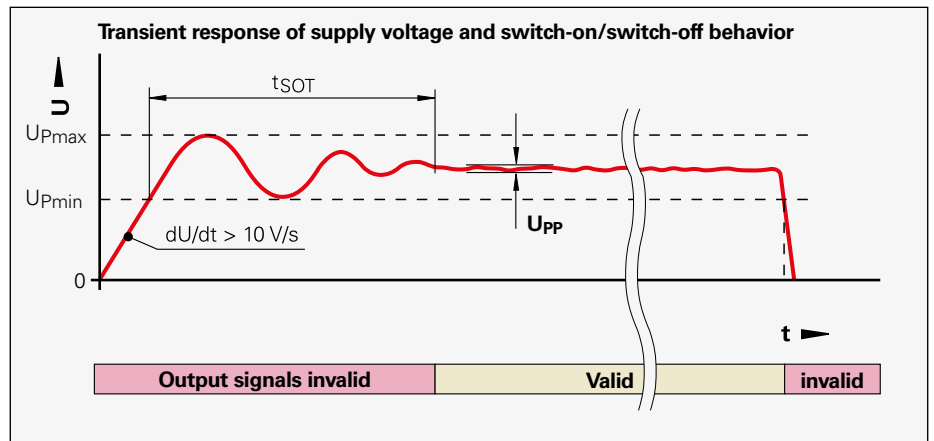 Transient response of supply voltage and switch-on/switch-off behavior
U
tSOT
UPmax
UPmin
UPP
dU/dt > 10 V/s
0
t
Output signals invalid
Valid
invalid